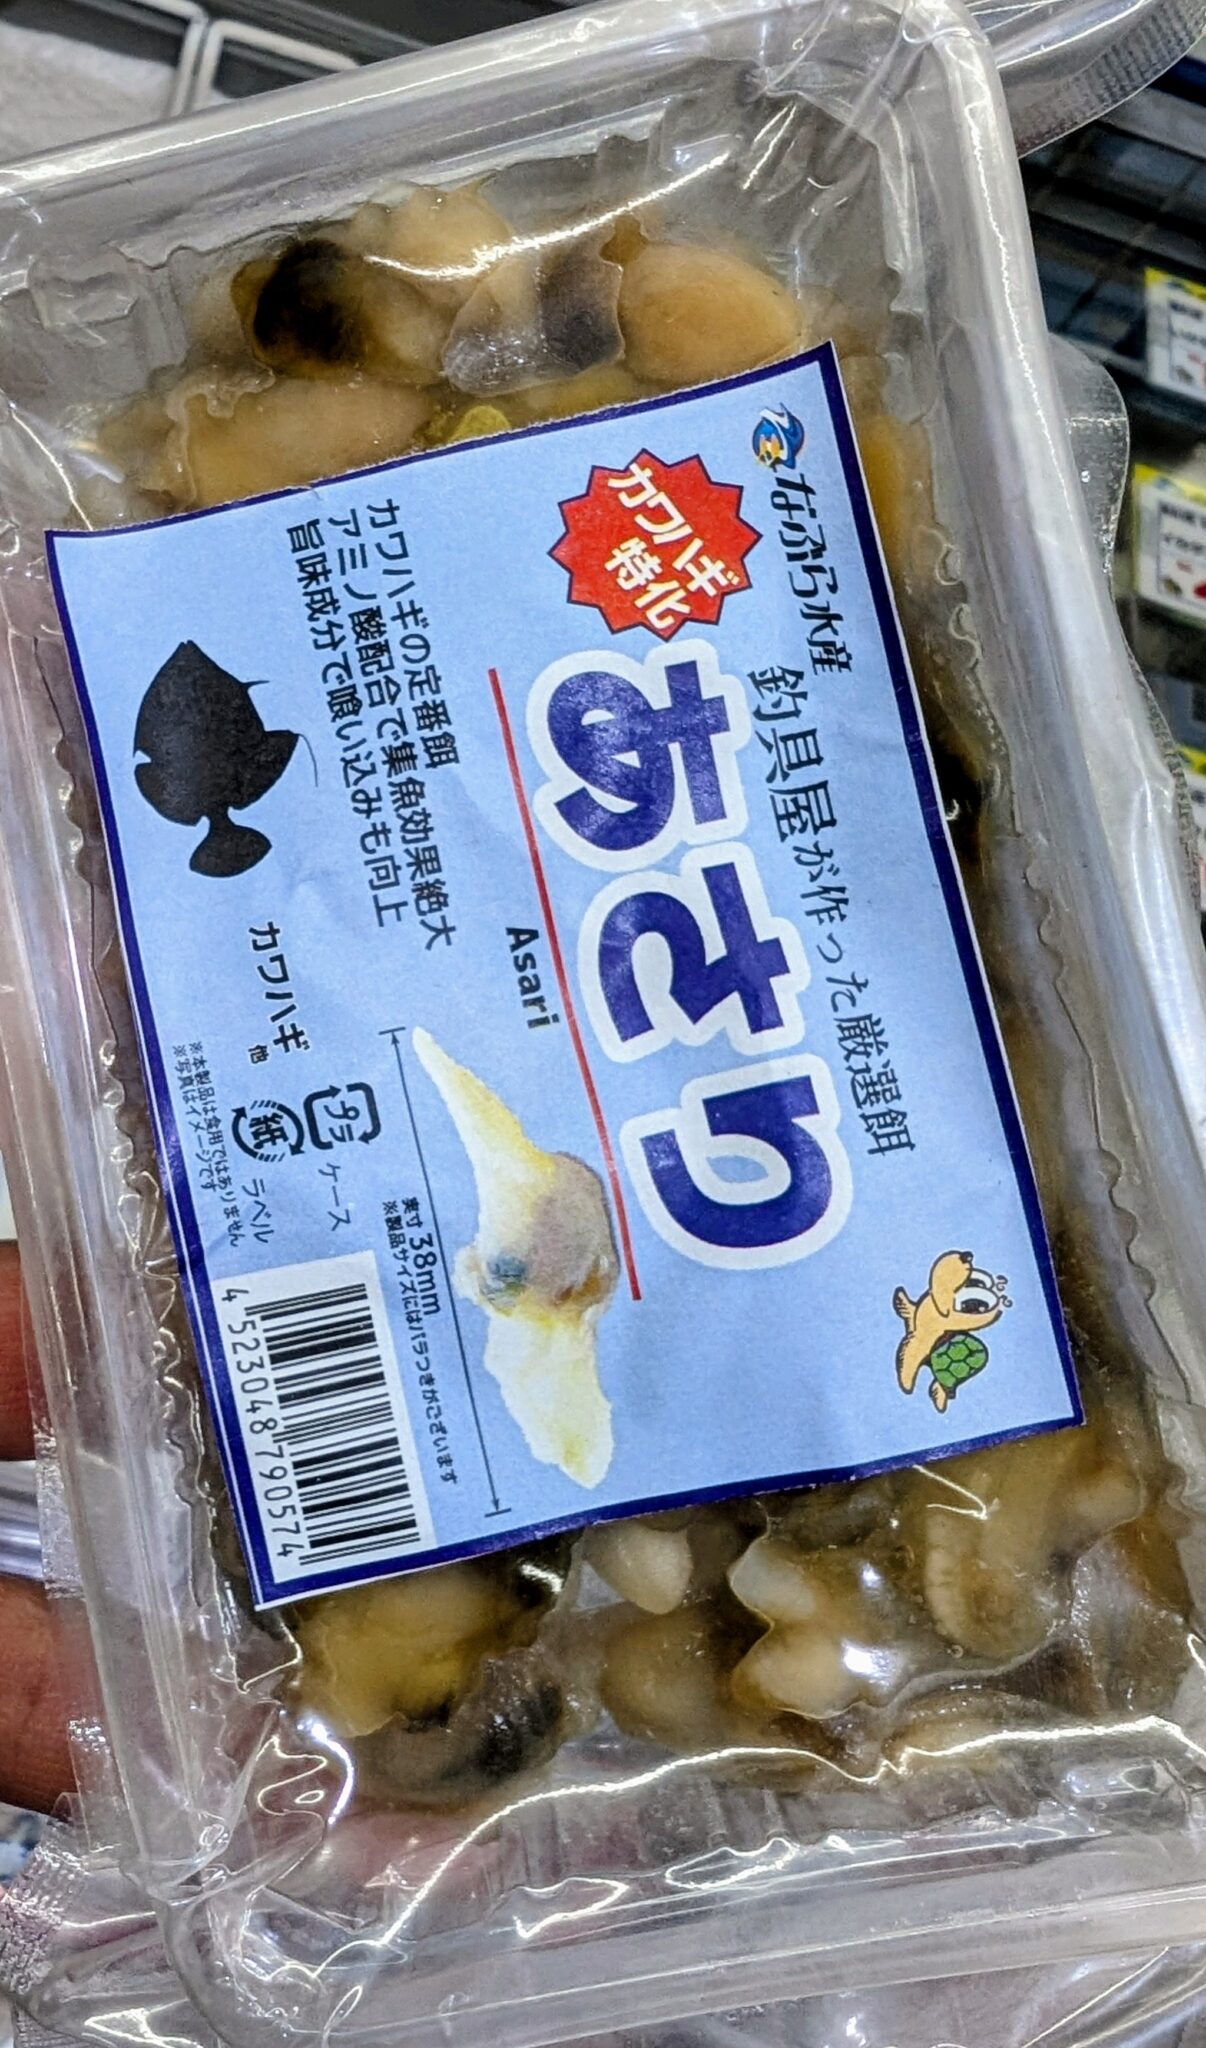 なぶら水産
釣具屋が作った厳選餌
カワハギ
特化
あさり
Asari
カワハギの定番餌
アミノ酸配合で集魚効果絶大
旨味成分で喰い込みも向上
実寸 38mm
※製品サイズにはバラつきがございます
カワハギ 他
プラ
ケース
紙
ラベル
※本製品は食用ではありません
※写真はイメージです
4 523048 790574